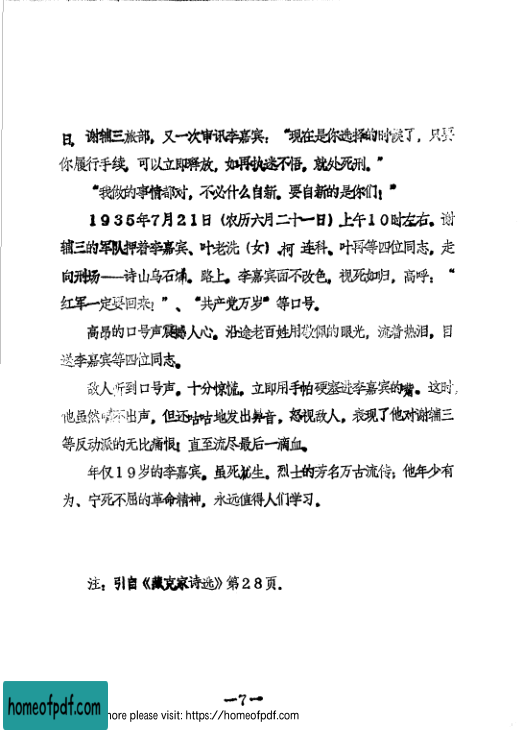 日，谢辅三旅部，又一次审讯李嘉宾：“现在是你选择的时候了，只要
你履行手续，可以立即释放，如再执迷不悟，就处死刑。”
“我做的事情都对，不必什么自新。要自新的是你们！”
1935年7月21日（农历六月二十一日）上午10时左右。谢
辅三的军队押着李嘉宾、叶老洗（女）、柯连科、叶再等四位同志，走
向刑场——诗山乌石埔。路上。李嘉宾面不改色，视死如归，高呼：“
红军一定要回来！”、“共产党万岁”等口号。
高昂的口号声震撼人心。沿途老百姓用敬佩的眼光，流着热泪，目
送李嘉宾等四位同志。
敌人听到口号声。十分惊慌，立即用手帕硬塞进李嘉宾的嘴。这时，
他虽然喊不出声，但还咕咕地发出鼻音，怒视敌人，表现了他对谢辅三
等反动派的无比痛恨！直至流尽最后一滴血。
年仅19岁的李嘉宾。虽死犹生。烈士的芳名万古流传；他年少有
为、宁死不屈的革命精神，永远值得人们学习。
注：引自《臧克家诗选》第28页。
—7—
homeofpdf.com
more please visit: https://homeofpdf.com